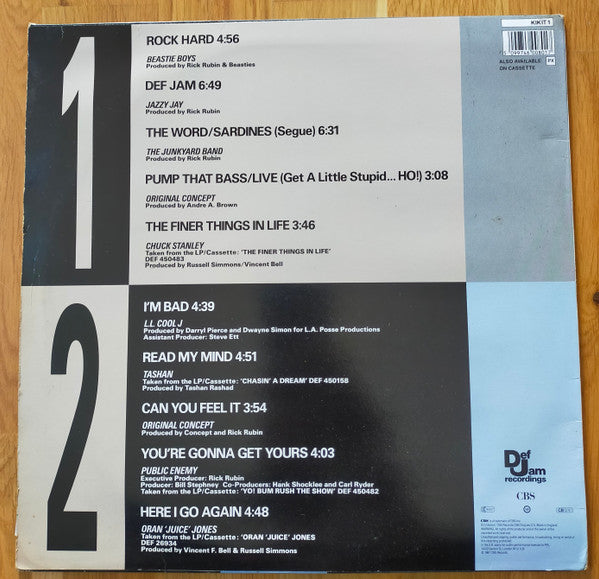 1
ROCK HARD 4:56
BEASTIE BOYS
Produced by Rick Rubin & Beasties
DEF JAM 6:49
JAZZY JAY
Produced by Rick Rubin
THE WORD/SARDINES (Segue) 6:31
THE JUNKYARD BAND
Produced by Rick Rubin
PUMP THAT BASS/LIVE (Get A Little Stupid... HO!) 3:08
ORIGINAL CONCEPT
Produced by Andre A. Brown
THE FINER THINGS IN LIFE 3:46
CHUCK STANLEY
Taken from the LP/Cassette: 'THE FINER THINGS IN LIFE'
DEF 450483
Produced by Russell Simmons/Vincent Bell
KIKIT 1
ALSO AVAILABLE
ON CASSETTE
PX
2
I'M BAD 4:39
L.L. COOL J
Produced by Darryl Pierce and Dwayne Simon for L.A. Posse Productions
Assistant Producer: Steve Ett
READ MY MIND 4:51
TASHAN
Taken from the LP/Cassette: 'CHASIN' A DREAM' DEF 450158
Produced by Tashan Rashad
CAN YOU FEEL IT 3:54
ORIGINAL CONCEPT
Produced by Concept and Rick Rubin
YOU'RE GONNA GET YOURS 4:03
PUBLIC ENEMY
Executive Producer: Rick Rubin
Producer: Bill Stephney Co-Producers: Hank Shocklee and Carl Ryder
Taken from the LP/Cassette: 'YO! BUM RUSH THE SHOW' DEF 450482
HERE I GO AGAIN 4:48
ORAN 'JUICE' JONES
Taken from the LP/Cassette: 'ORAN 'JUICE' JONES
DEF 26934
Produced by Vincent F. Bell & Russell Simmons
Def
Jam
recordings
CBS